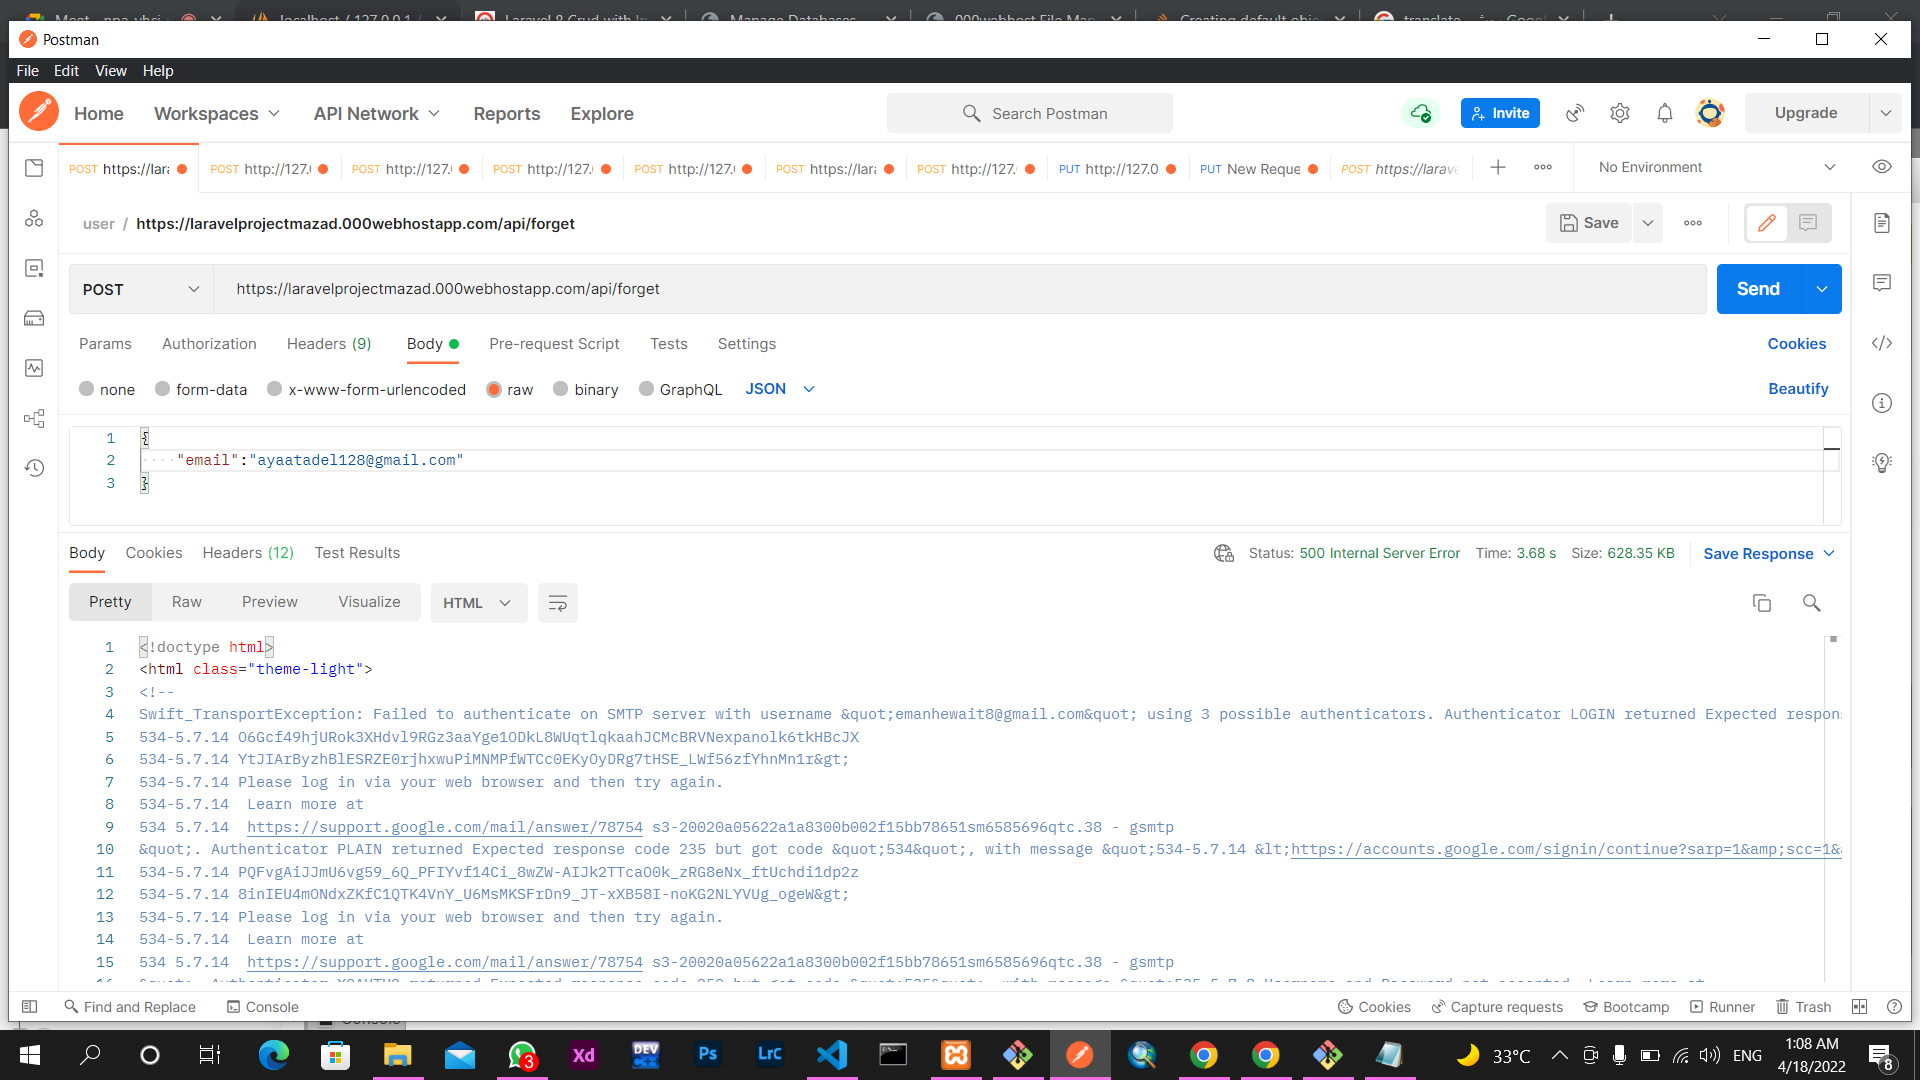 Postman
File Edit View Help
Home Workspaces API Network Reports Explore Search Postman Invite Upgrade
POST https://lara POST http://127. POST http://127. POST http://127. POST http://127. POST https://lara POST http://127. PUT http://127.0 PUT New Reque POST https://larave No Environment
user / https://laravelprojectmazad.000webhostapp.com/api/forget Save
POST https://laravelprojectmazad.000webhostapp.com/api/forget Send
Params Authorization Headers (9) Body Pre-request Script Tests Settings Cookies
none form-data x-www-form-urlencoded raw binary GraphQL JSON Beautify
1 {
2 "email":"ayaatadel128@gmail.com"
3 }
Body Cookies Headers (12) Test Results Status: 500 Internal Server Error Time: 3.68 s Size: 628.35 KB Save Response
Pretty Raw Preview Visualize HTML
1 <!doctype html>
2 <html class="theme-light">
3 <!--
4 Swift_TransportException: Failed to authenticate on SMTP server with username &quot;emanhewait8@gmail.com&quot; using 3 possible authenticators. Authenticator LOGIN returned Expected respon
5 534-5.7.14 O6Gcf49hjURok3XHdvl9RGz3aaYge1ODkL8WUqtlqkaahJCMcBRVNexpanolk6tkHBcJX
6 534-5.7.14 YtJIArByzhBlESRZE0rjhxwuPiMNMPfWTCc0EKyOyDRg7tHSE_LWf56zfYhnMn1r&gt;
7 534-5.7.14 Please log in via your web browser and then try again.
8 534-5.7.14 Learn more at
9 534 5.7.14 https://support.google.com/mail/answer/78754 s3-20020a05622a1a8300b002f15bb78651sm6585696qtc.38 - gsmtp
10 &quot;. Authenticator PLAIN returned Expected response code 235 but got code &quot;534&quot;, with message &quot;534-5.7.14 &lt;https://accounts.google.com/signin/continue?sarp=1&amp;scc=1&
11 534-5.7.14 PQFvgAiJJmU6vg59_6Q_PFIYvf14Ci_8wZW-AIJk2TTcaO0k_zRG8eNx_ftUchdi1dp2z
12 534-5.7.14 8inIEU4mONdxZKfC1QTK4VnY_U6MsMKSFrDn9_JT-xXB58I-noKG2NLYVUg_ogeW&gt;
13 534-5.7.14 Please log in via your web browser and then try again.
14 534-5.7.14 Learn more at
15 534 5.7.14 https://support.google.com/mail/answer/78754 s3-20020a05622a1a8300b002f15bb78651sm6585696qtc.38 - gsmtp
Find and Replace Console Cookies Capture requests Bootcamp Runner Trash
3 Xd DEV C++ Ps LrC 33°C ENG 1:08 AM
4/18/2022 8